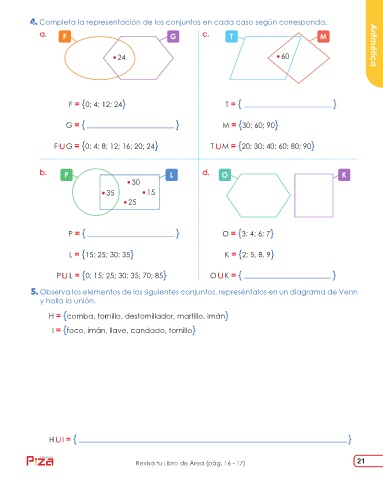 4. Completa la representación de los conjuntos en cada caso según corresponda.
a. F G
24
F = {0; 4; 12; 24}
G = { }
F U G = {0; 4; 8; 12; 16; 20; 24}
c. T M
60
T = { }
M = {30; 60; 90}
T U M = {20; 30; 40; 60; 80; 90}
b. P L
30
35 15
25
P = { }
L = {15; 25; 30; 35}
P U L = {0; 15; 25; 30; 35; 70; 85}
d. O K
O = {3; 4; 6; 7}
K = {2; 5, 8, 9}
O U K = { }
5. Observa los elementos de los siguientes conjuntos, represéntalos en un diagrama de Venn
y halla la unión.
H = {comba, tornillo, destornillador, martillo, imán}
I = {foco, imán, llave, candado, tornillo}
H U I = { }
Piza
Revisa tu Libro de Área (pág. 16 - 17)
21
Aritmética